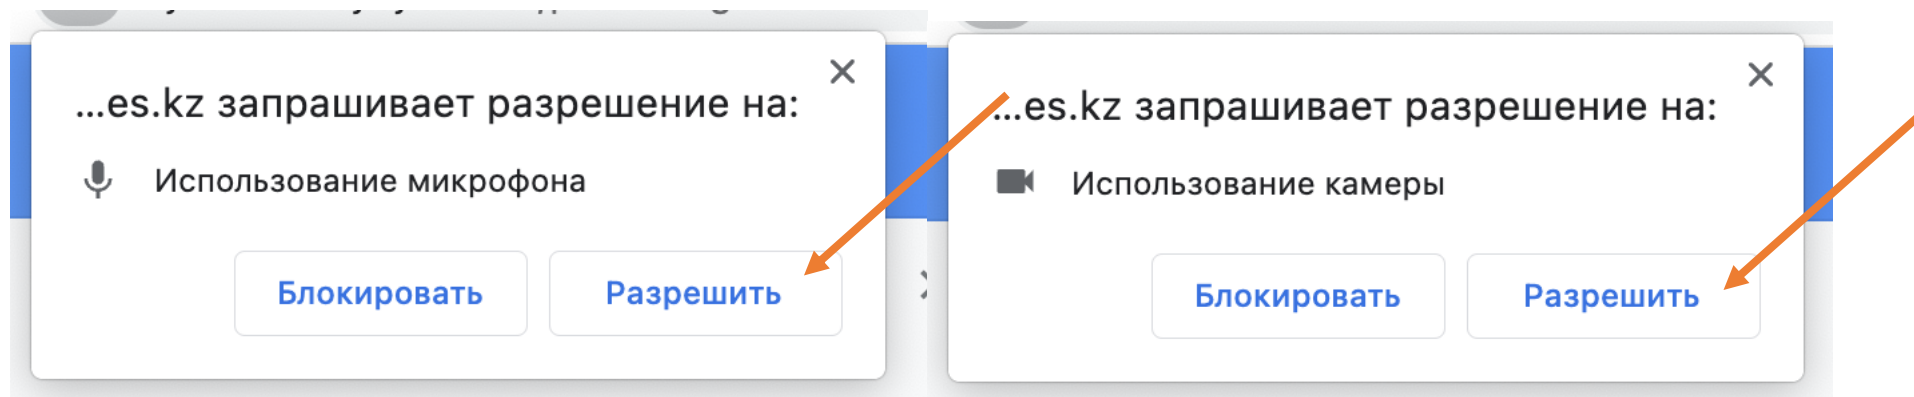 ...es.kz запрашивает разрешение на:
Использование микрофона
Блокировать
Разрешить
...es.kz запрашивает разрешение на:
Использование камеры
Блокировать
Разрешить